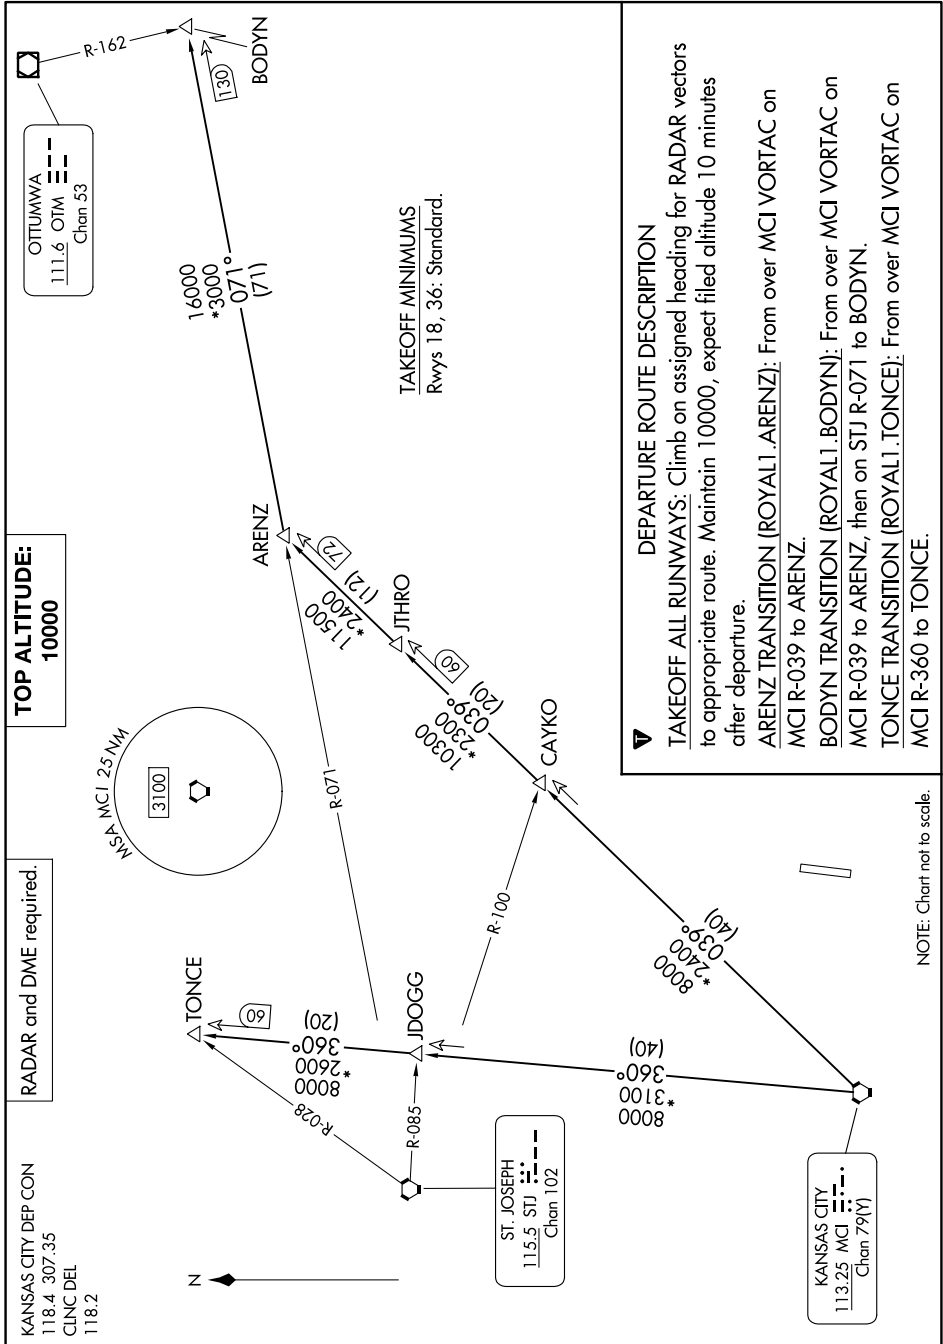 KANSAS CITY DEP CON
118.4 307.35
CLNC DEL
118.2
RADAR and DME required.
TOP ALTITUDE:
10000
N
MSA MCI 25 NM
3100
OTTUMWA
111.6 OTM
Chan 53
R-162
BODYN
130
16000
*3000
071°
(71)
ARENZ
72
11500
*2400
(12)
JTHRO
60
10300
*2300
039°
(20)
CAYKO
R-071
R-100
8000
*2400
039°
(40)
TONCE
60
8000
*2600
360°
(20)
R-028
R-085
JDOGG
8000
*3100
360°
(40)
ST. JOSEPH
115.5 STJ
Chan 102
KANSAS CITY
113.25 MCI
Chan 79(Y)
TAKEOFF MINIMUMS
Rwys 18, 36: Standard.
NOTE: Chart not to scale.
T
DEPARTURE ROUTE DESCRIPTION
TAKEOFF ALL RUNWAYS: Climb on assigned heading for RADAR vectors
to appropriate route. Maintain 10000, expect filed altitude 10 minutes
after departure.
ARENZ TRANSITION (ROYAL1.ARENZ): From over MCI VORTAC on
MCI R-039 to ARENZ.
BODYN TRANSITION (ROYAL1.BODYN): From over MCI VORTAC on
MCI R-039 to ARENZ, then on STJ R-071 to BODYN.
TONCE TRANSITION (ROYAL1.TONCE): From over MCI VORTAC on
MCI R-360 to TONCE.